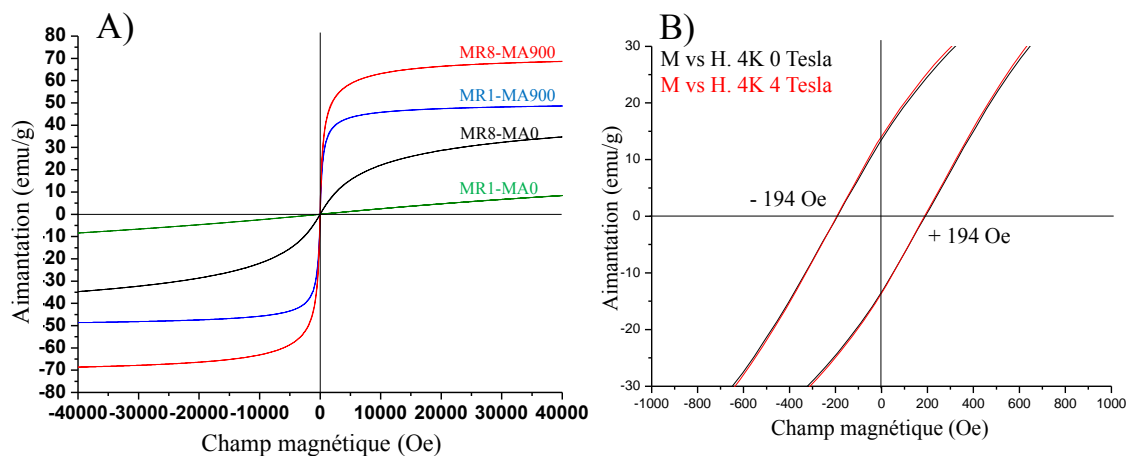 A)
80
70
60
50
40
30
20
10
0
10
20
30
40
50
-60
-70
-80
Aimantation (emu/g)
MR8-MA900
MR1-MA900
MR8-MA0
MR1-MA0
-40000 -30000 -20000 -10000 0 10000 20000 30000 40000
Champ magnétique (Oe)
B)
30
20
10
0
-10
-20
-30
Aimantation (emu/g)
M vs H. 4K 0 Tesla
M vs H. 4K 4 Tesla
- 194 Oe
+ 194 Oe
-1000 -800 -600 -400 -200 0 200 400 600 800 1000
Champ magnétique (Oe)